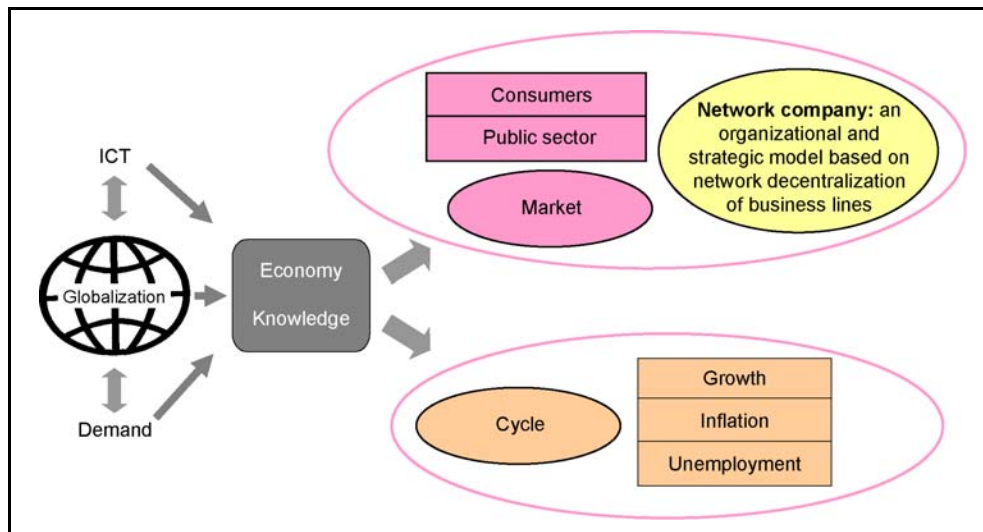 ICT
Globalization
Demand
Economy
Knowledge
Consumers
Public sector
Market
Network company: an
organizational and
strategic model based on
network decentralization
of business lines
Cycle
Growth
Inflation
Unemployment